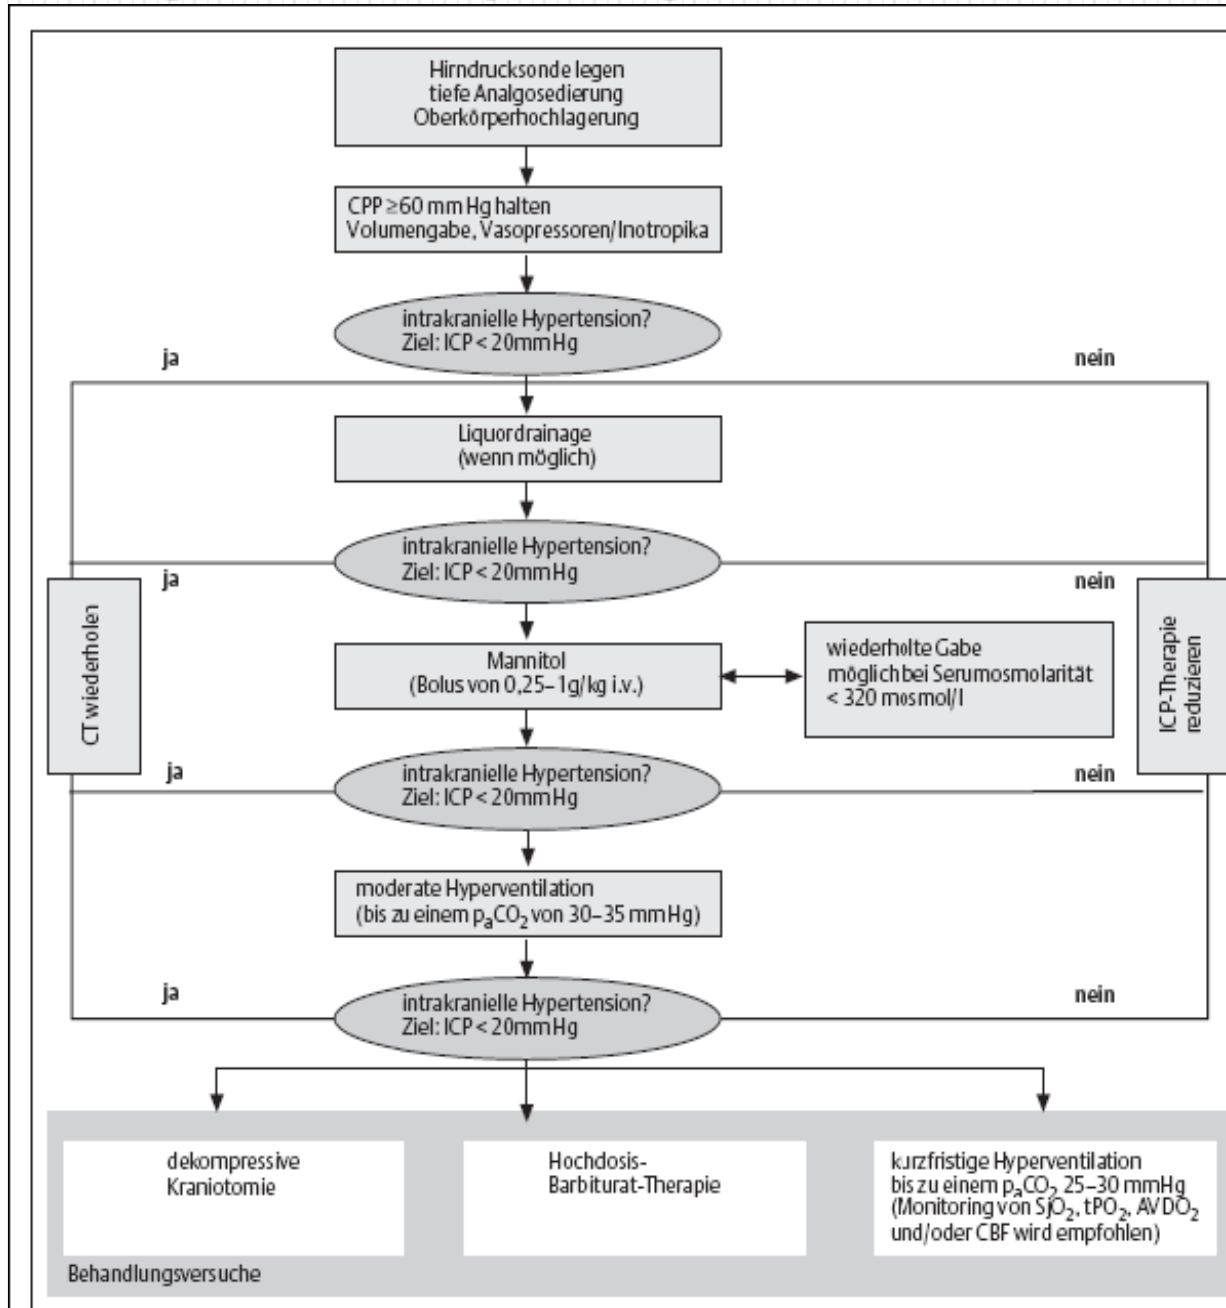 Hirndrucksonde legen
tiefe Analgosedierung
Oberkörperhochlagerung
CPP ≥60 mm Hg halten
Volumengabe, Vasopressoren/Inotropika
intrakranielle Hypertension?
Ziel: ICP < 20mmHg
ja
nein
Liquordrainage
(wenn möglich)
intrakranielle Hypertension?
Ziel: ICP < 20mmHg
ja
nein
CT wiederholen
Mannitol
(Bolus von 0,25–1g/kg i.v.)
wiederholte Gabe
möglich bei Serumosmolarität
< 320 mosmol/l
ICP-Therapie
reduzieren
intrakranielle Hypertension?
Ziel: ICP < 20mmHg
ja
nein
moderate Hyperventilation
(bis zu einem pₐCO₂ von 30–35 mmHg)
intrakranielle Hypertension?
Ziel: ICP < 20mmHg
ja
nein
dekompressive
Kraniotomie
Hochdosis-
Barbiturat-Therapie
kurzfristige Hyperventilation
bis zu einem pₐCO₂ 25–30 mmHg
(Monitoring von SjO₂, tPO₂, AVDO₂
und/oder CBF wird empfohlen)
Behandlungsversuche